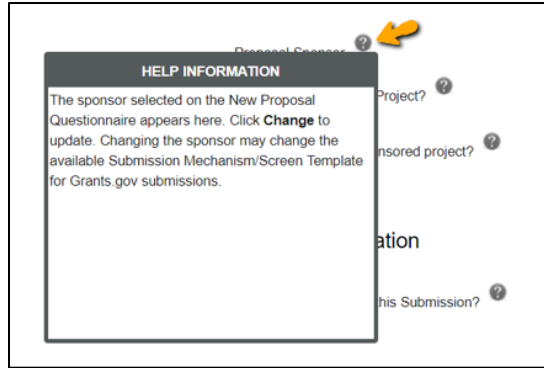 Proposal Sponsor
HELP INFORMATION
The sponsor selected on the New Proposal
Questionnaire appears here. Click Change to
update. Changing the sponsor may change the
available Submission Mechanism/Screen Template
for Grants.gov submissions.
Project?
nsored project?
ation
his Submission?